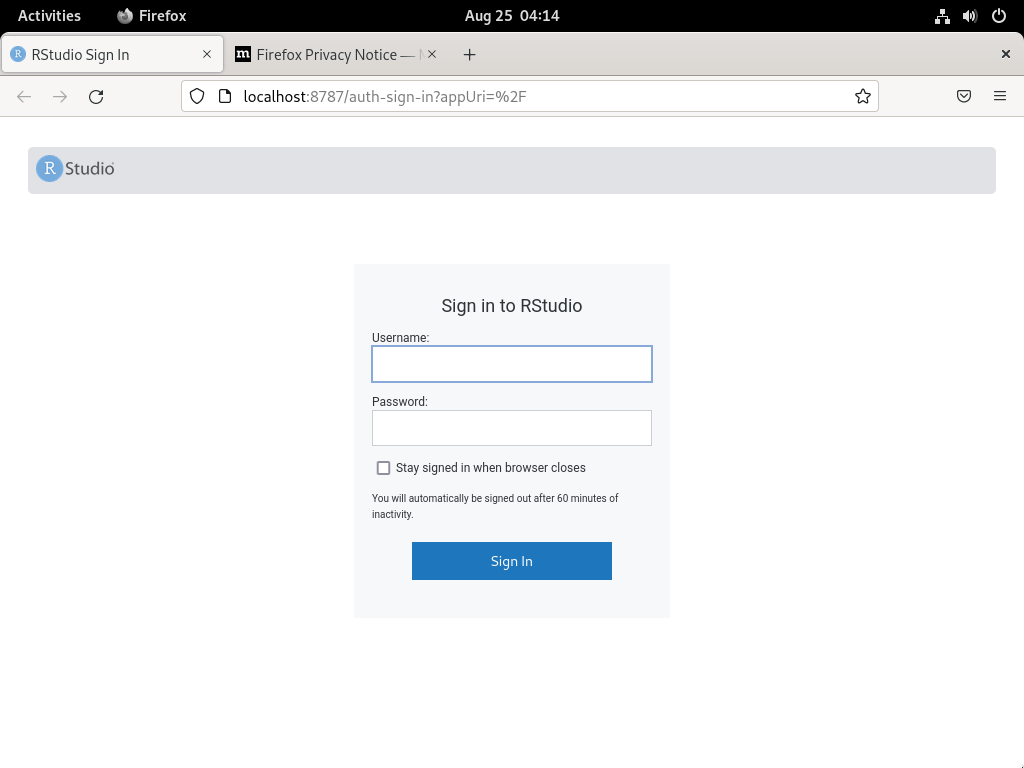 Activities Firefox Aug 25 04:14
RStudio Sign In Firefox Privacy Notice —
localhost:8787/auth-sign-in?appUri=%2F
R Studio
Sign in to RStudio
Username:
Password:
Stay signed in when browser closes
You will automatically be signed out after 60 minutes of
inactivity.
Sign In